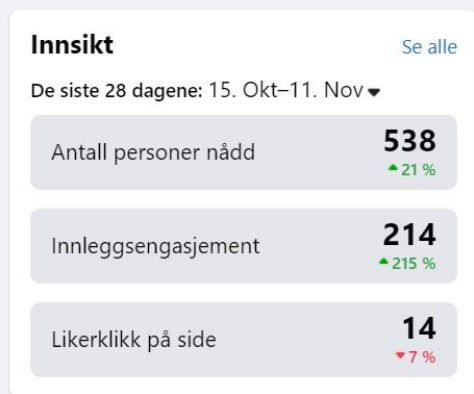 Innsikt
Se alle
De siste 28 dagene: 15. Okt–11. Nov
Antall personer nådd
538
21 %
Innleggsengasjement
214
215 %
Likerklikk på side
14
7 %